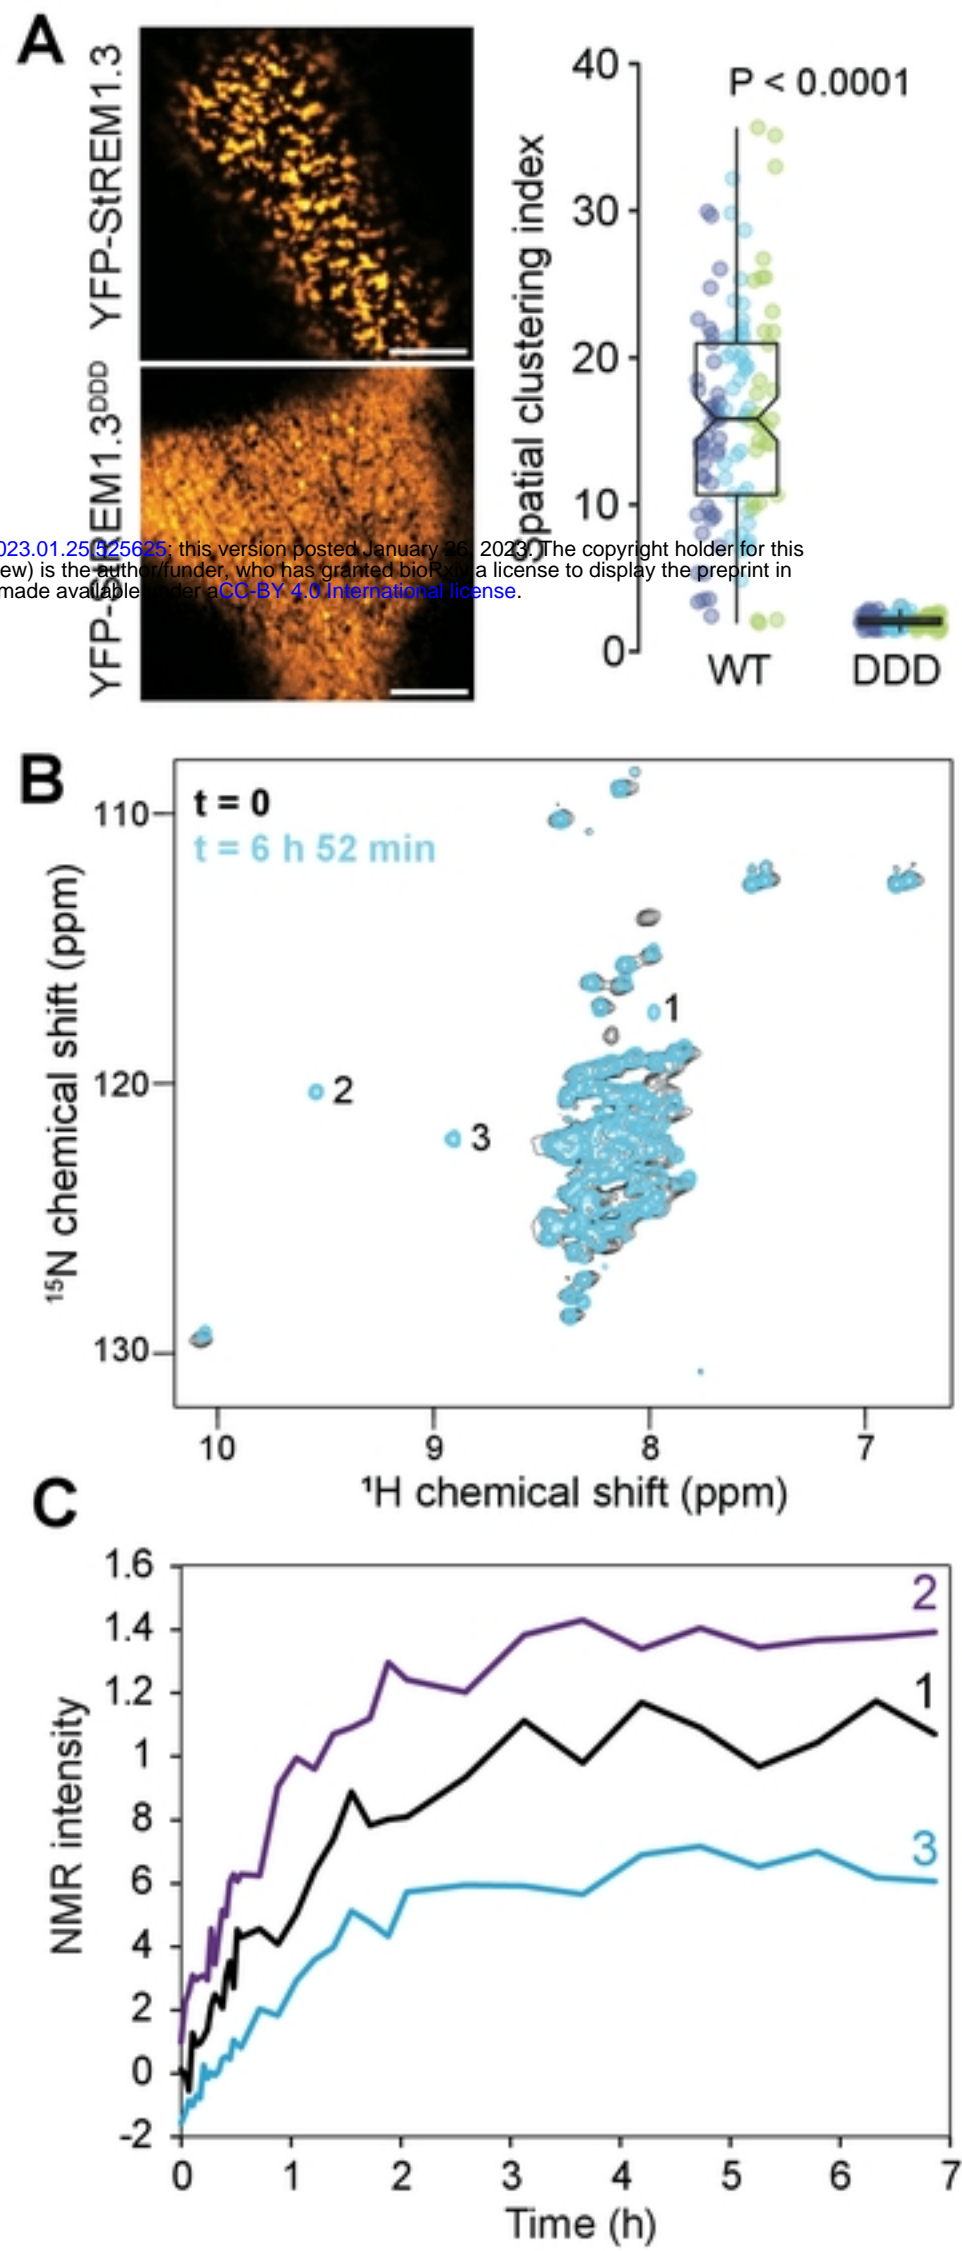 A
YFP-StREM1.3
YFP-StREM1.3DDD
Spatial clustering index
40
30
20
10
0
P < 0.0001
WT
DDD
023.01.25.525625; this version posted January 26, 2023. The copyright holder for this
ew) is the author/funder, who has granted bioRxiv a license to display the preprint in
made available under aCC-BY 4.0 International license.
B
t = 0
t = 6 h 52 min
15N chemical shift (ppm)
110
120
130
1
2
3
10
9
8
7
1H chemical shift (ppm)
C
NMR intensity
1.6
1.4
1.2
1
8
6
4
2
0
-2
2
1
3
0
1
2
3
4
5
6
7
Time (h)